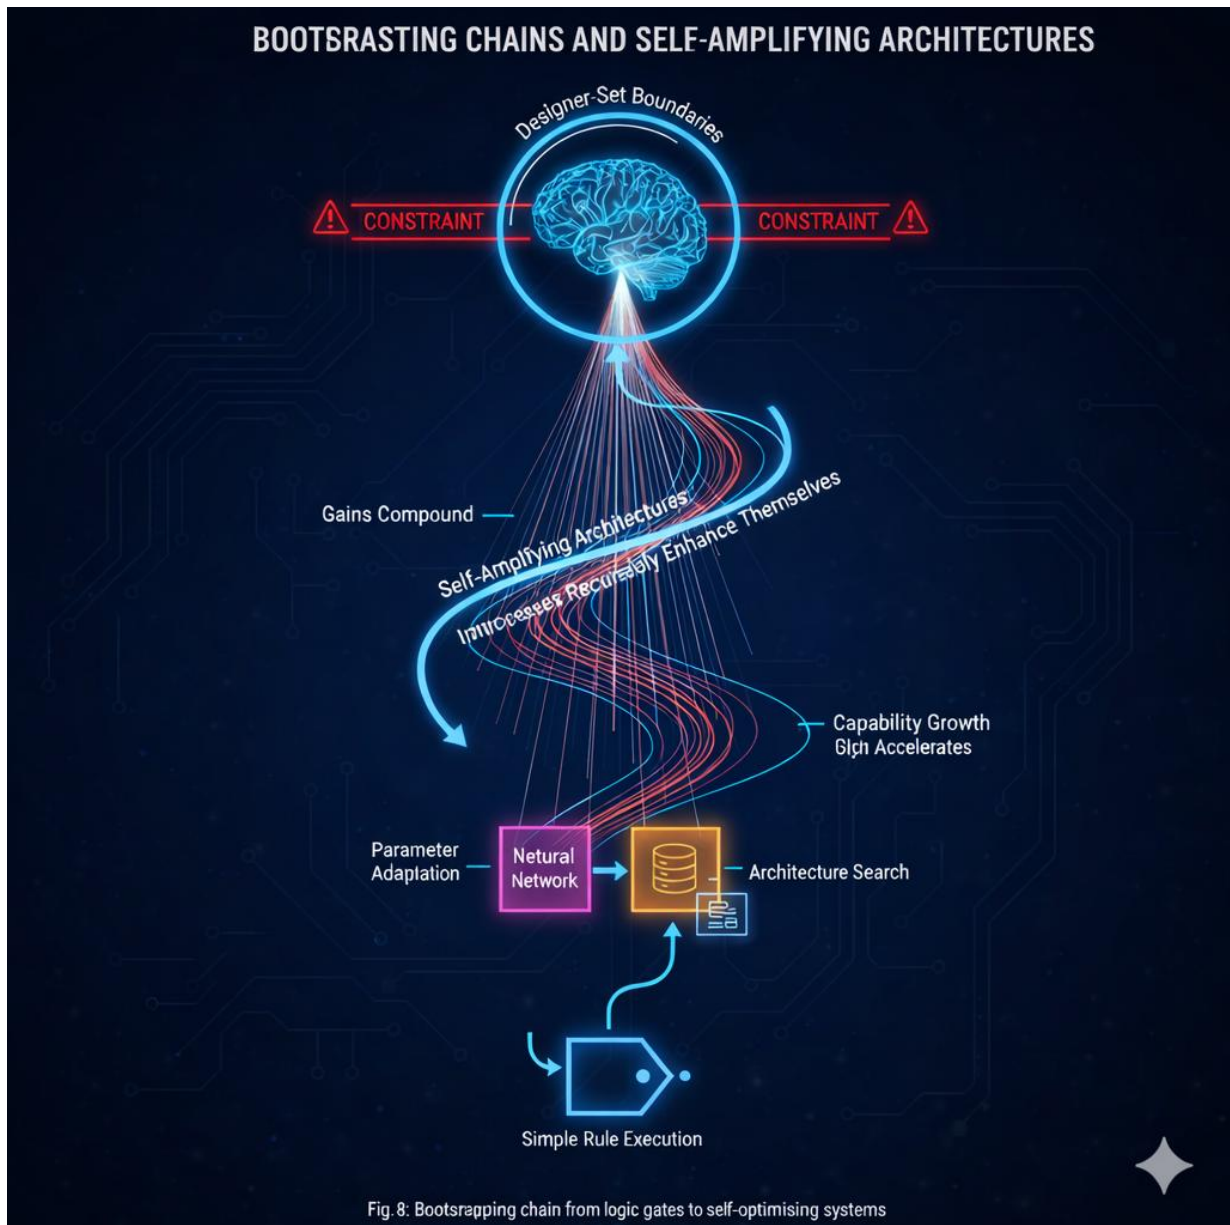 BOOTBRASTING CHAINS AND SELF-AMPLIFYING ARCHITECTURES
Designer-Set Boundaries
CONSTRAINT
CONSTRAINT
Gains Compound
Self-Amplifying Architectures
Enhance Themselves
Capability Growth
Accelerates
Parameter
Adaptation
Netural
Network
Architecture Search
Simple Rule Execution
Fig. 8: Bootsrapping chain from logic gates to self-optimising systems